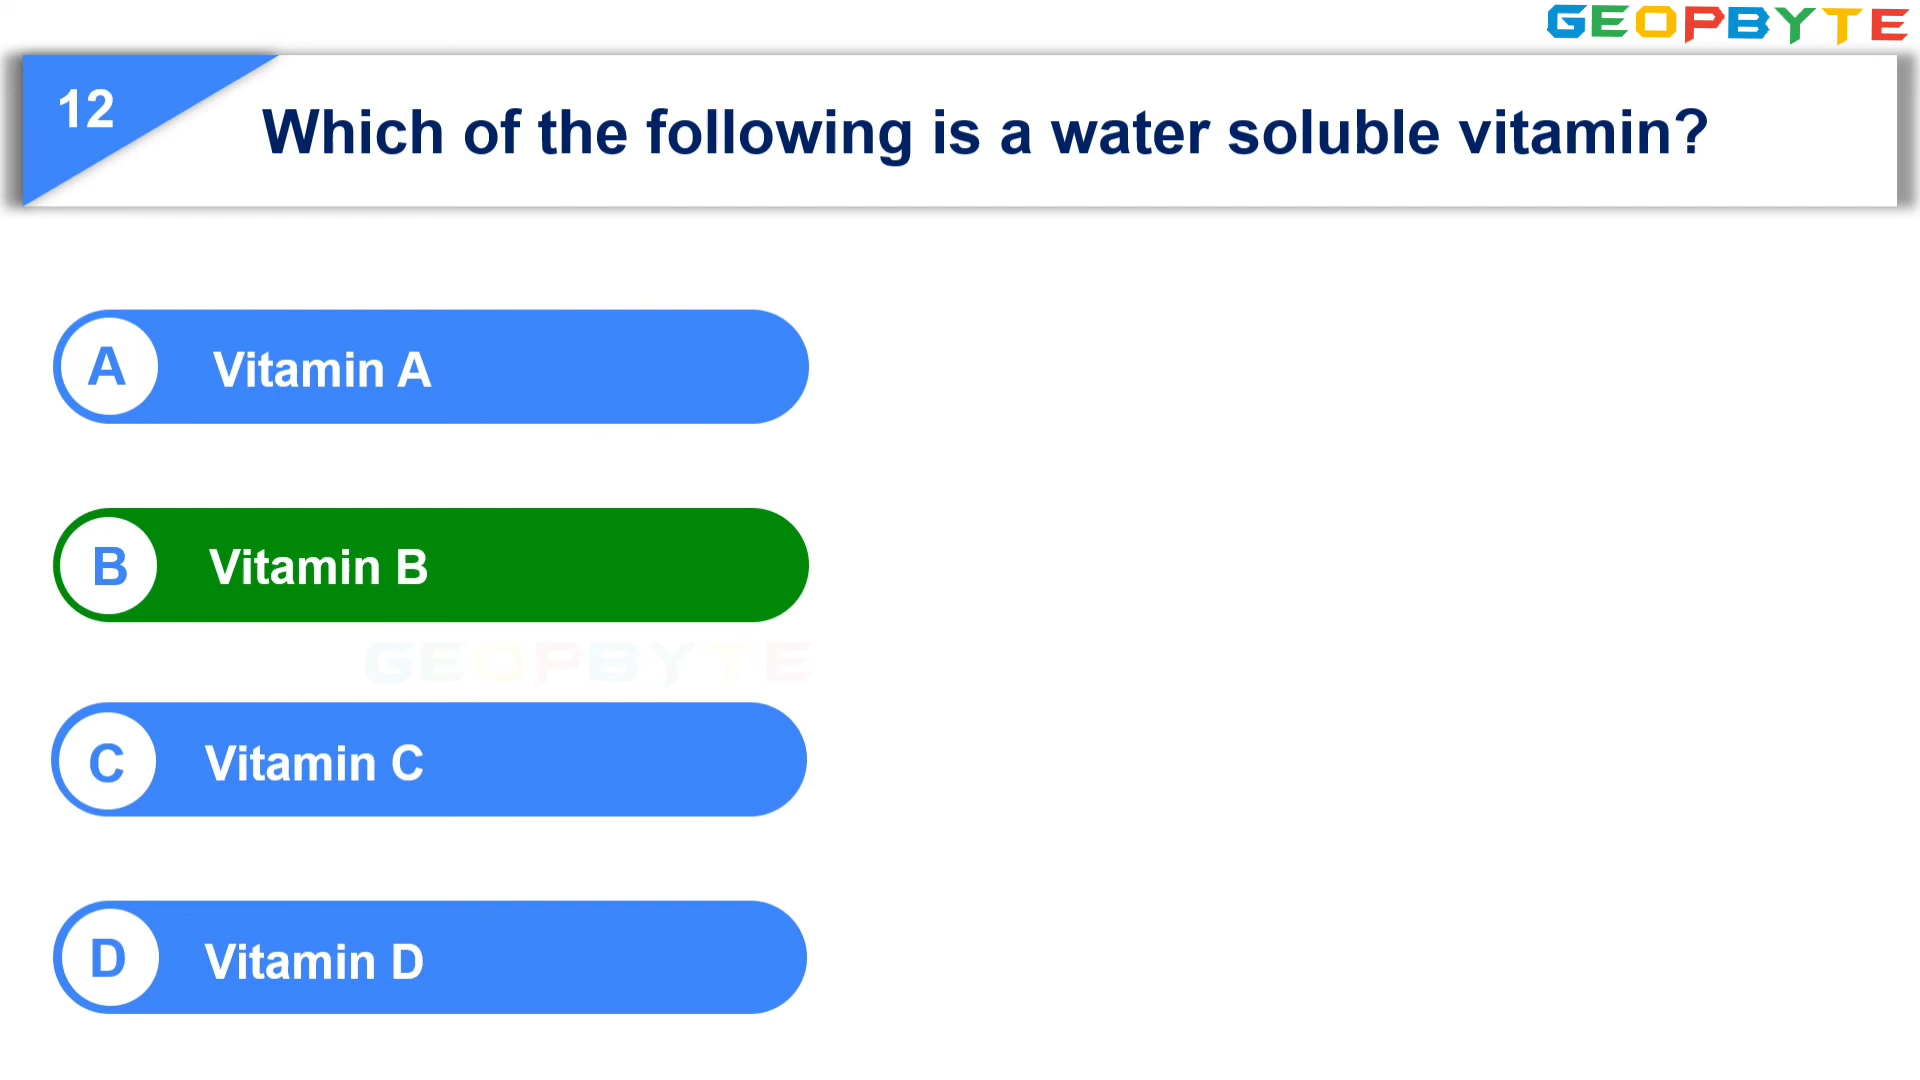 GEOPBYTE
12
Which of the following is a water soluble vitamin?
A Vitamin A
B Vitamin B
GEOPBYTE
C Vitamin C
D Vitamin D